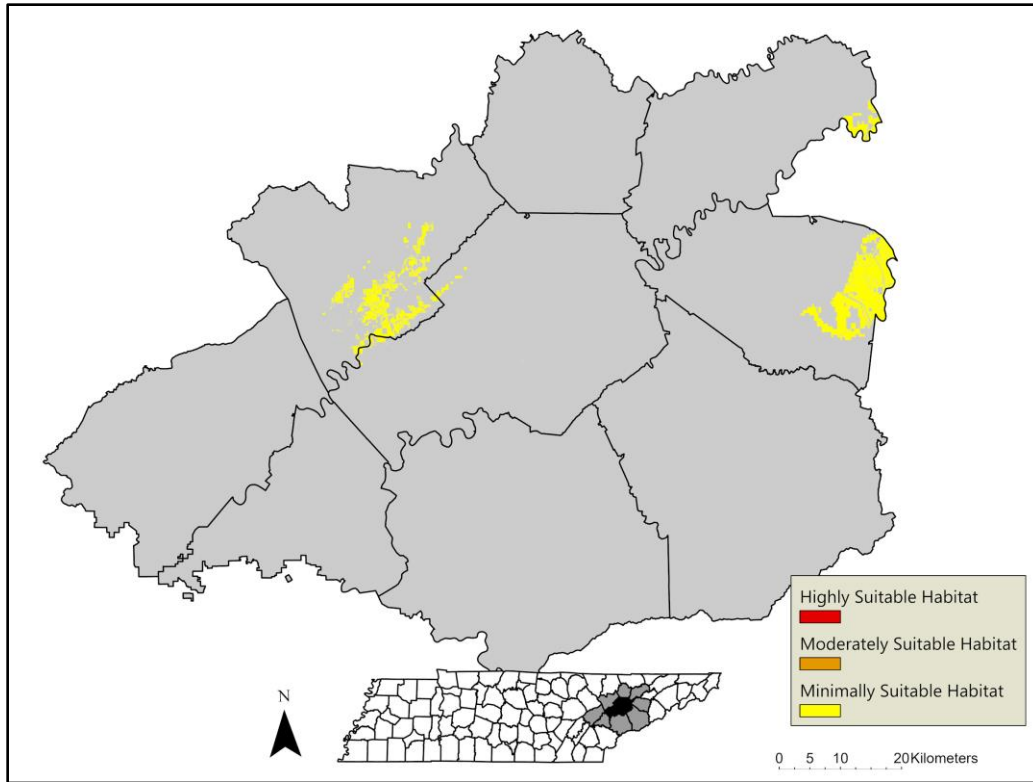 Highly Suitable Habitat
Moderately Suitable Habitat
Minimally Suitable Habitat
N
0 5 10 20Kilometers